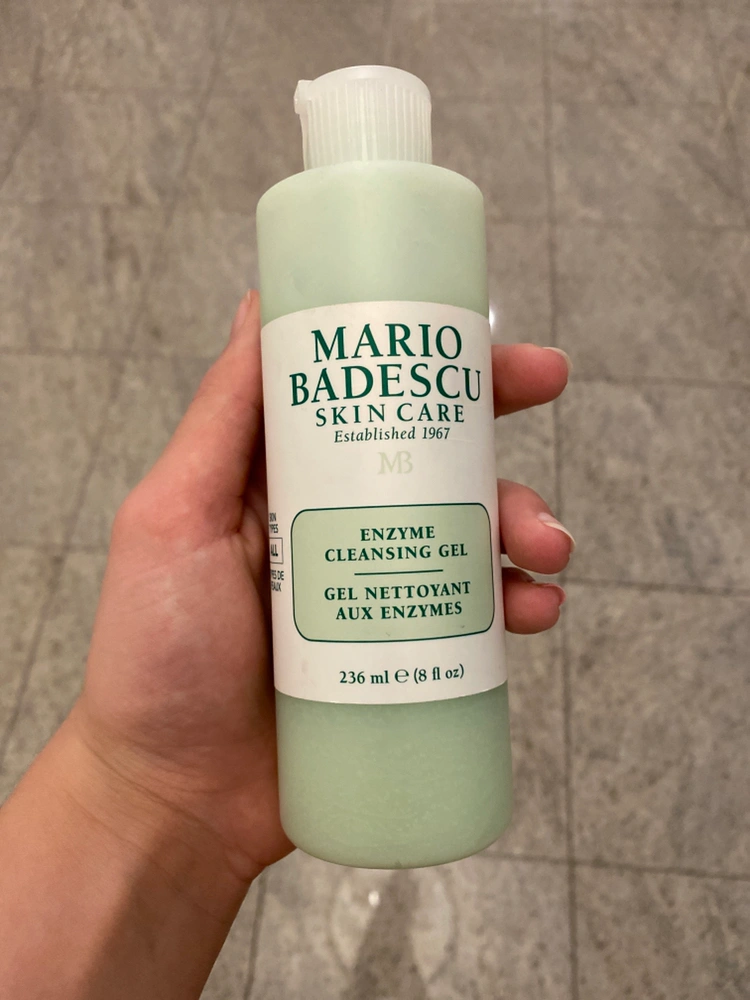 MARIO
BADESCU
SKIN CARE
Established 1967
MB
ENZYME
CLEANSING GEL
GEL NETTOYANT
AUX ENZYMES
236 ml ℮ (8 fl oz)
ALL